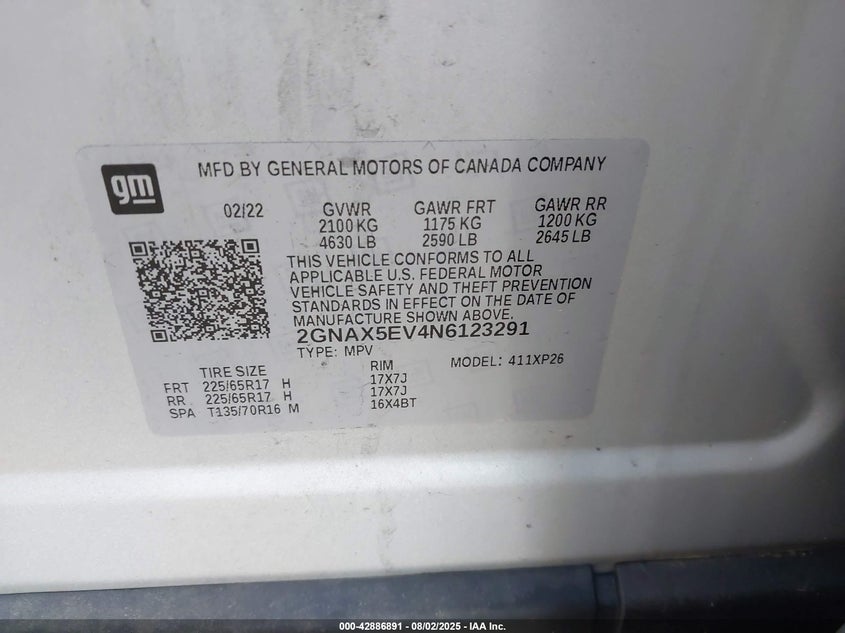 gm
MFD BY GENERAL MOTORS OF CANADA COMPANY
02/22 GVWR GAWR FRT GAWR RR
2100 KG 1175 KG 1200 KG
4630 LB 2590 LB 2645 LB
THIS VEHICLE CONFORMS TO ALL
APPLICABLE U.S. FEDERAL MOTOR
VEHICLE SAFETY AND THEFT PREVENTION
STANDARDS IN EFFECT ON THE DATE OF
MANUFACTURE SHOWN ABOVE.
2GNAX5EV4N6123291
TYPE: MPV MODEL: 411XP26
TIRE SIZE RIM
FRT 225/65R17 H 17X7J
RR 225/65R17 H 17X7J
SPA T135/70R16 M 16X4BT
000-42886891 - 08/02/2025 - IAA Inc.